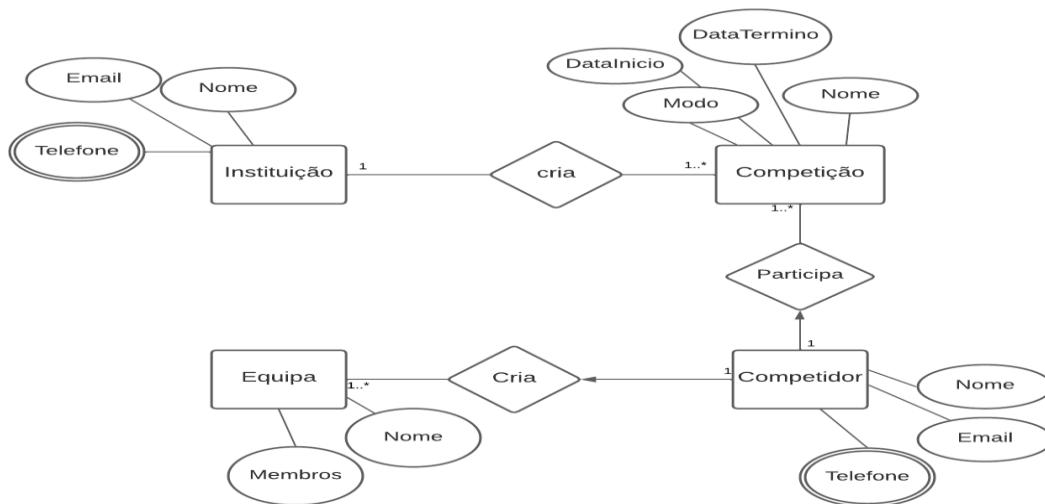 DataTermino
DataInicio
Email
Nome
Modo
Nome
Telefone
Instituição
1
cria
1..*
Competição
1..*
Participa
1
Equipa
1..*
Cria
1
Competidor
Nome
Nome
Email
Membros
Telefone